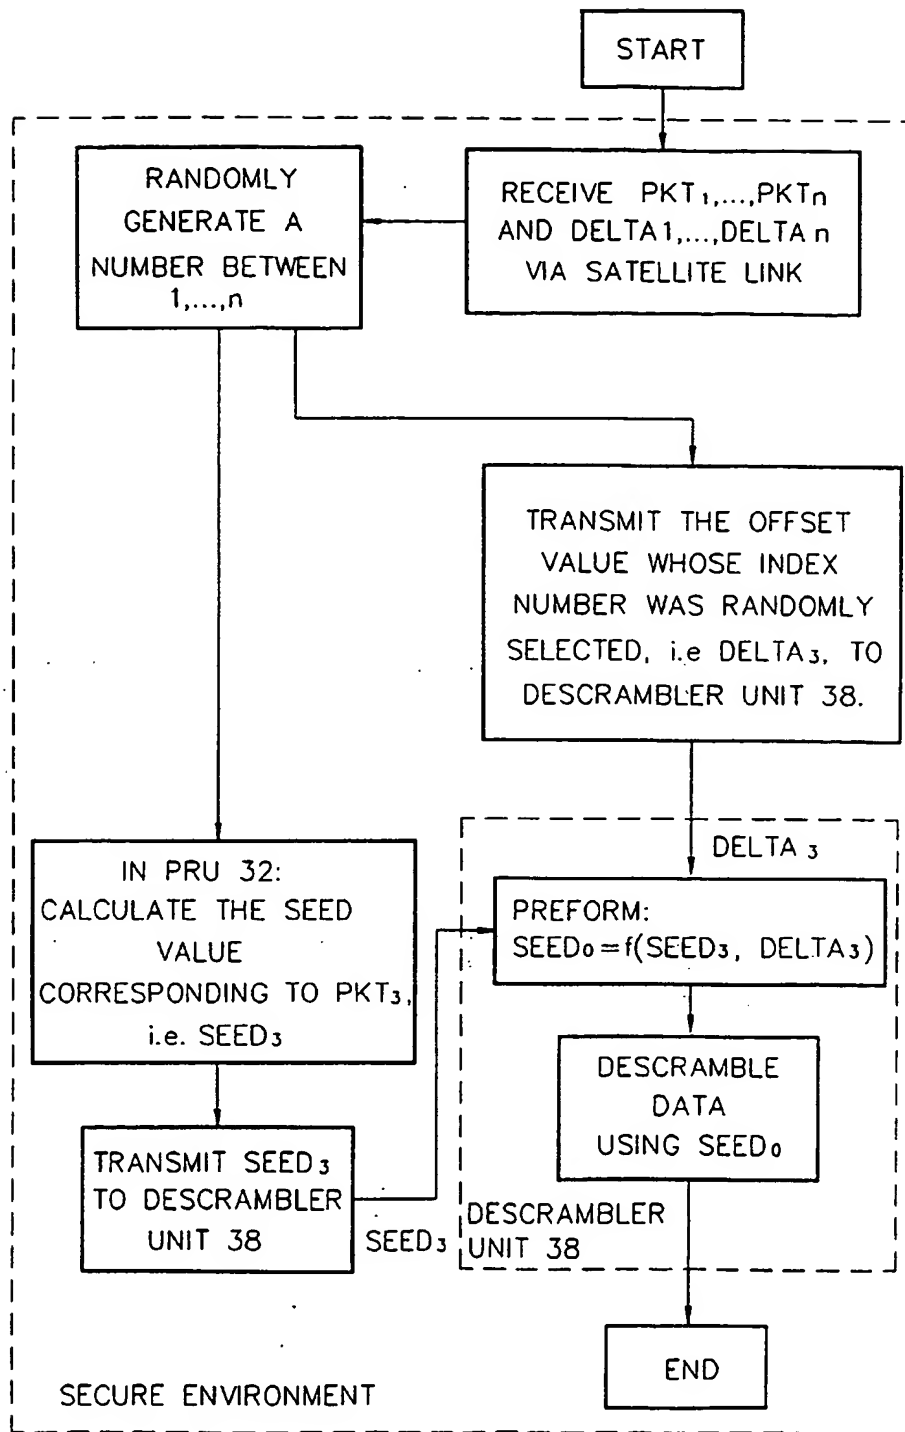 START
RECEIVE PKT₁,...,PKTn
AND DELTA1,...,DELTA n
VIA SATELLITE LINK
RANDOMLY
GENERATE A
NUMBER BETWEEN
1,...,n
TRANSMIT THE OFFSET
VALUE WHOSE INDEX
NUMBER WAS RANDOMLY
SELECTED, i.e DELTA₃, TO
DESCRAMBLER UNIT 38.
IN PRU 32:
CALCULATE THE SEED
VALUE
CORRESPONDING TO PKT₃,
i.e. SEED₃
TRANSMIT SEED₃
TO DESCRAMBLER
UNIT 38
SEED₃
DELTA ₃
PREFORM:
SEED₀=f(SEED₃, DELTA₃)
DESCRAMBLE
DATA
USING SEED₀
DESCRAMBLER
UNIT 38
END
SECURE ENVIRONMENT